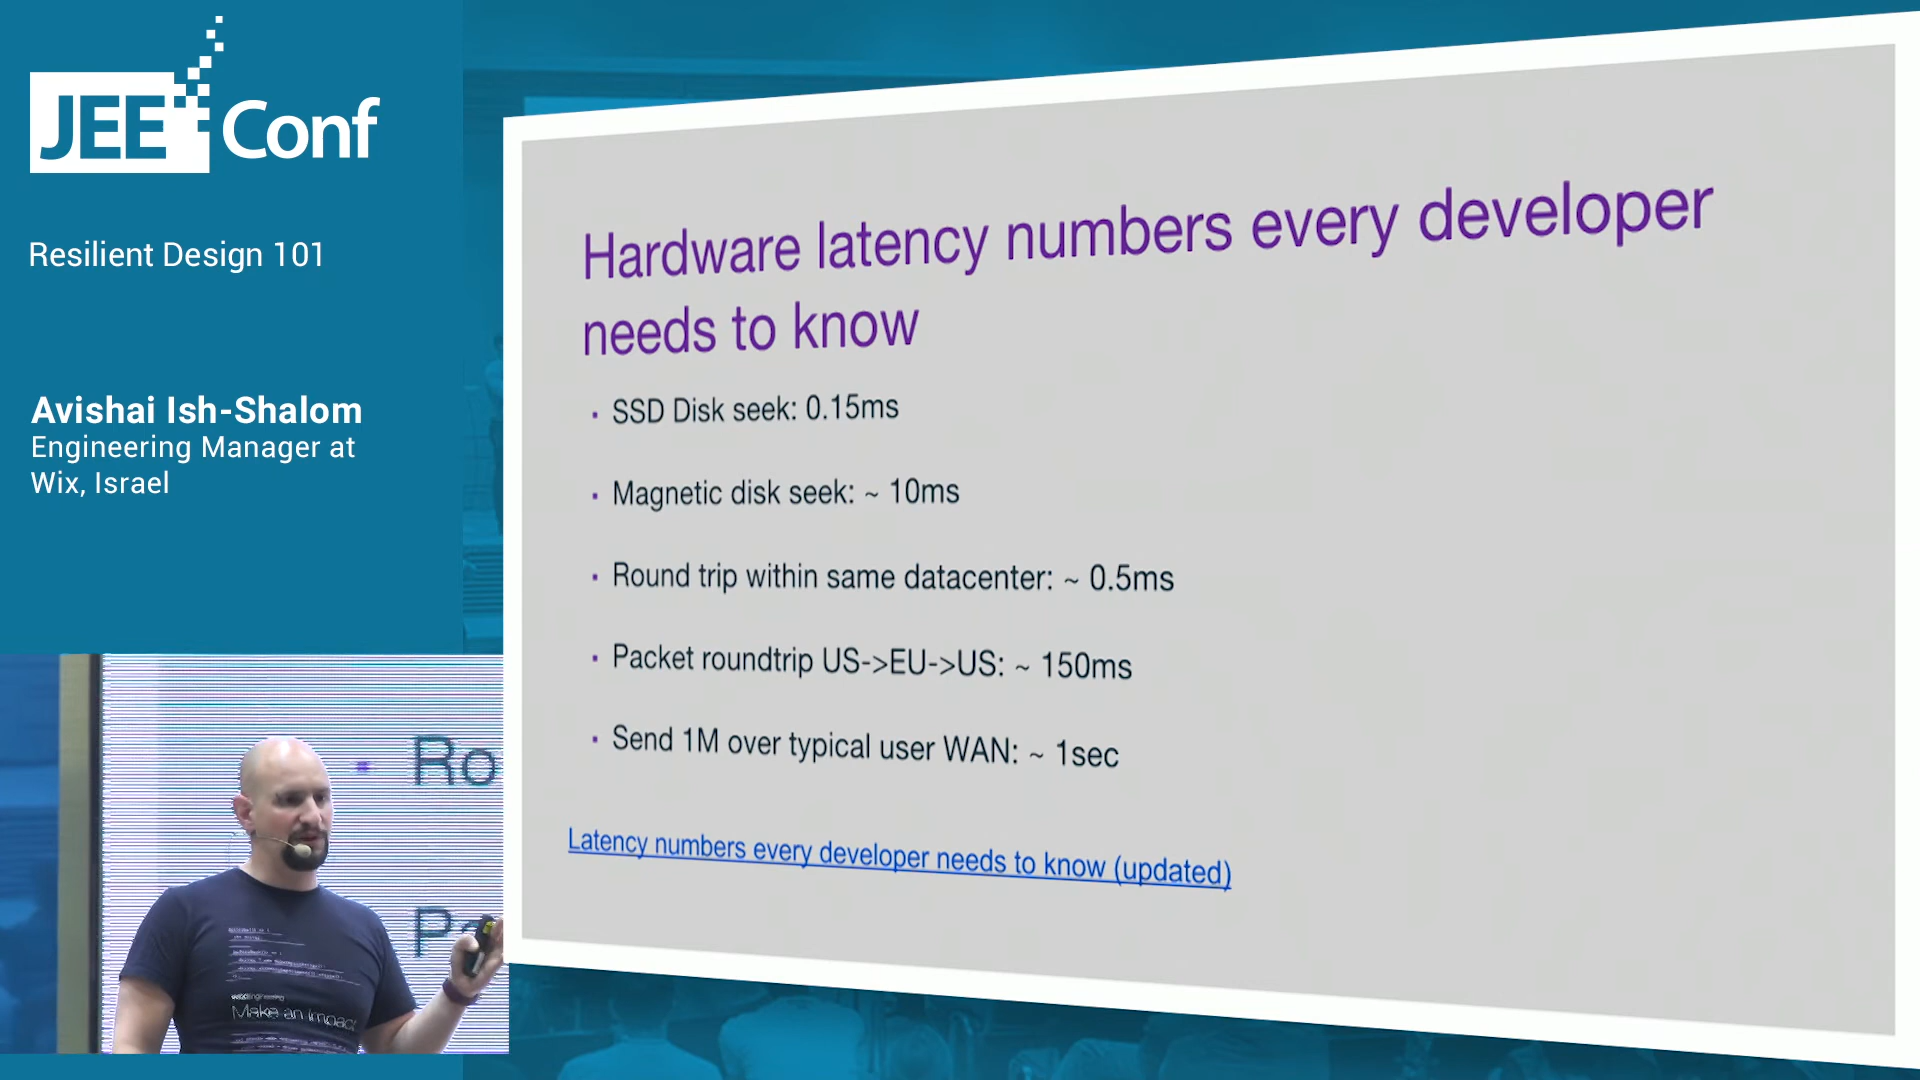 JEE Conf
Resilient Design 101
Avishai Ish-Shalom
Engineering Manager at
Wix, Israel
Hardware latency numbers every developer
needs to know
· SSD Disk seek: 0.15ms
· Magnetic disk seek: ~ 10ms
· Round trip within same datacenter: ~ 0.5ms
· Packet roundtrip US->EU->US: ~ 150ms
· Send 1M over typical user WAN: ~ 1sec
Latency numbers every developer needs to know (updated)
Ro
Pa
Make an impact